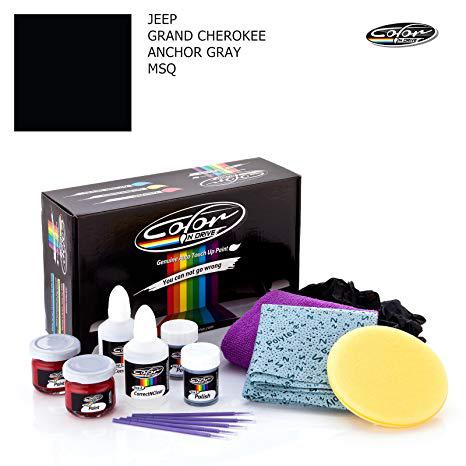 JEEP
GRAND CHEROKEE
ANCHOR GRAY
MSQ
Color
IN DRIVE
Color
N DRIVE
Genuine Auto Touch Up Paint
You can not go wrong
Paint
Paint
CorrectNClear
Polish